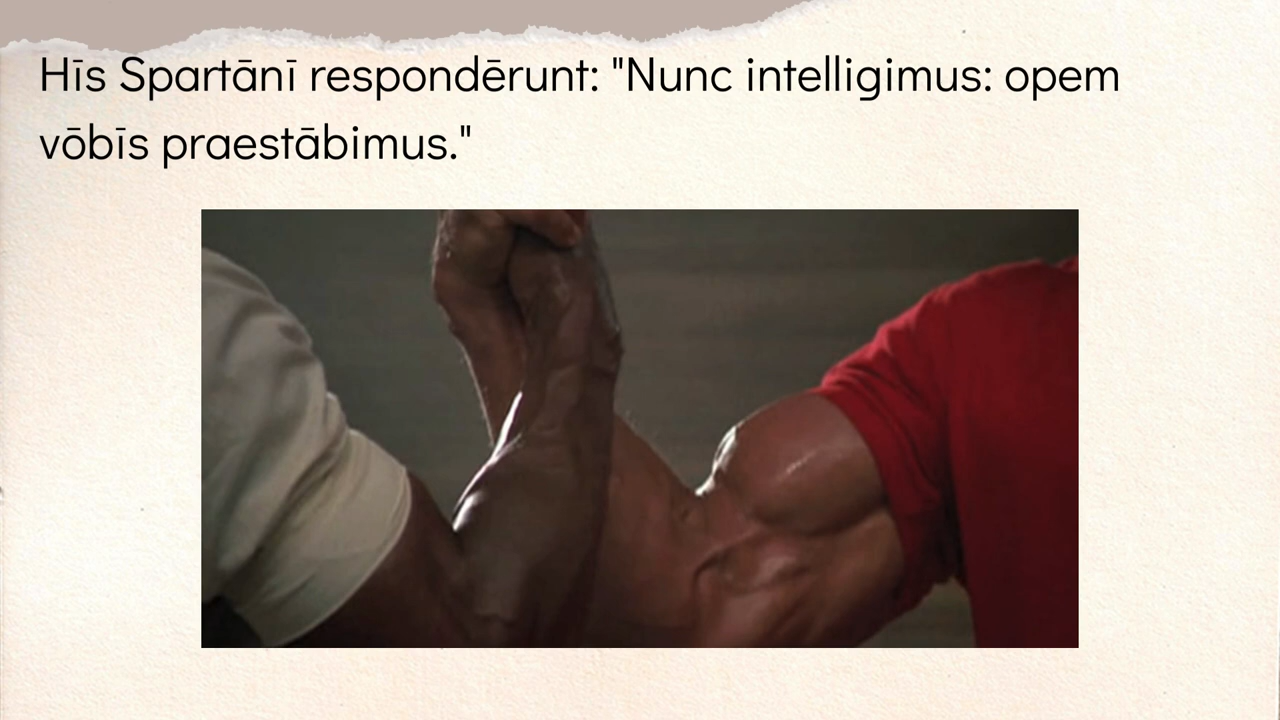 Hīs Spartānī respondērunt: "Nunc intelligimus: opem
vōbīs praestābimus."